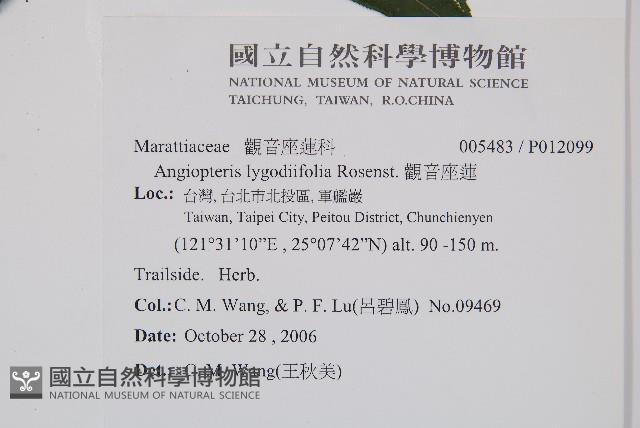 國立自然科學博物館
NATIONAL MUSEUM OF NATURAL SCIENCE
TAICHUNG, TAIWAN, R.O.CHINA
Marattiaceae 觀音座蓮科 005483 / P012099
Angiopteris lygodiifolia Rosenst. 觀音座蓮
Loc.: 台灣, 台北市北投區, 軍艦巖
Taiwan, Taipei City, Peitou District, Chunchienyen
(121°31'10”E , 25°07'42”N) alt. 90 -150 m.
Trailside. Herb.
Col.: C. M. Wang, & P. F. Lu(呂碧鳳) No.09469
Date: October 28 , 2006
Det.: C. M. Wang(王秋美)
國立自然科學博物館
NATIONAL MUSEUM OF NATURAL SCIENCE